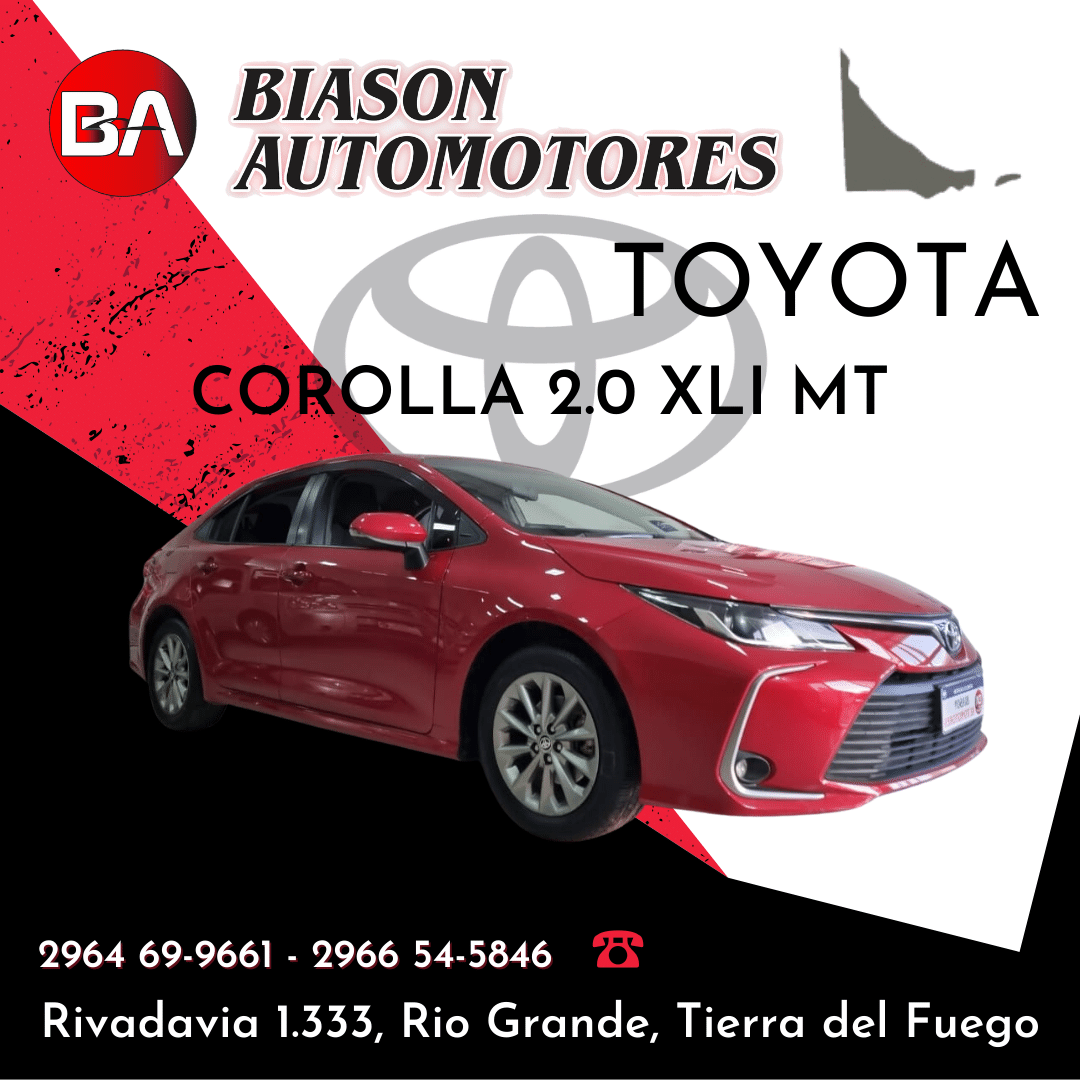 BA
BIASON
AUTOMOTORES
TOYOTA
COROLLA 2.0 XLI MT
2964 69-9661 - 2966 54-5846
Rivadavia 1.333, Rio Grande, Tierra del Fuego